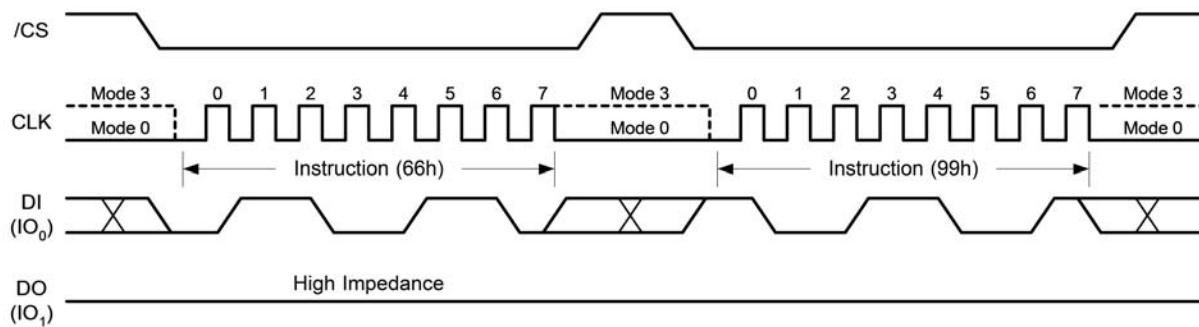 /CS
Mode 3 0 1 2 3 4 5 6 7 Mode 3 0 1 2 3 4 5 6 7 Mode 3
CLK Mode 0 Mode 0 Mode 0
Instruction (66h) Instruction (99h)
DI
(IO₀)
DO High Impedance
(IO₁)